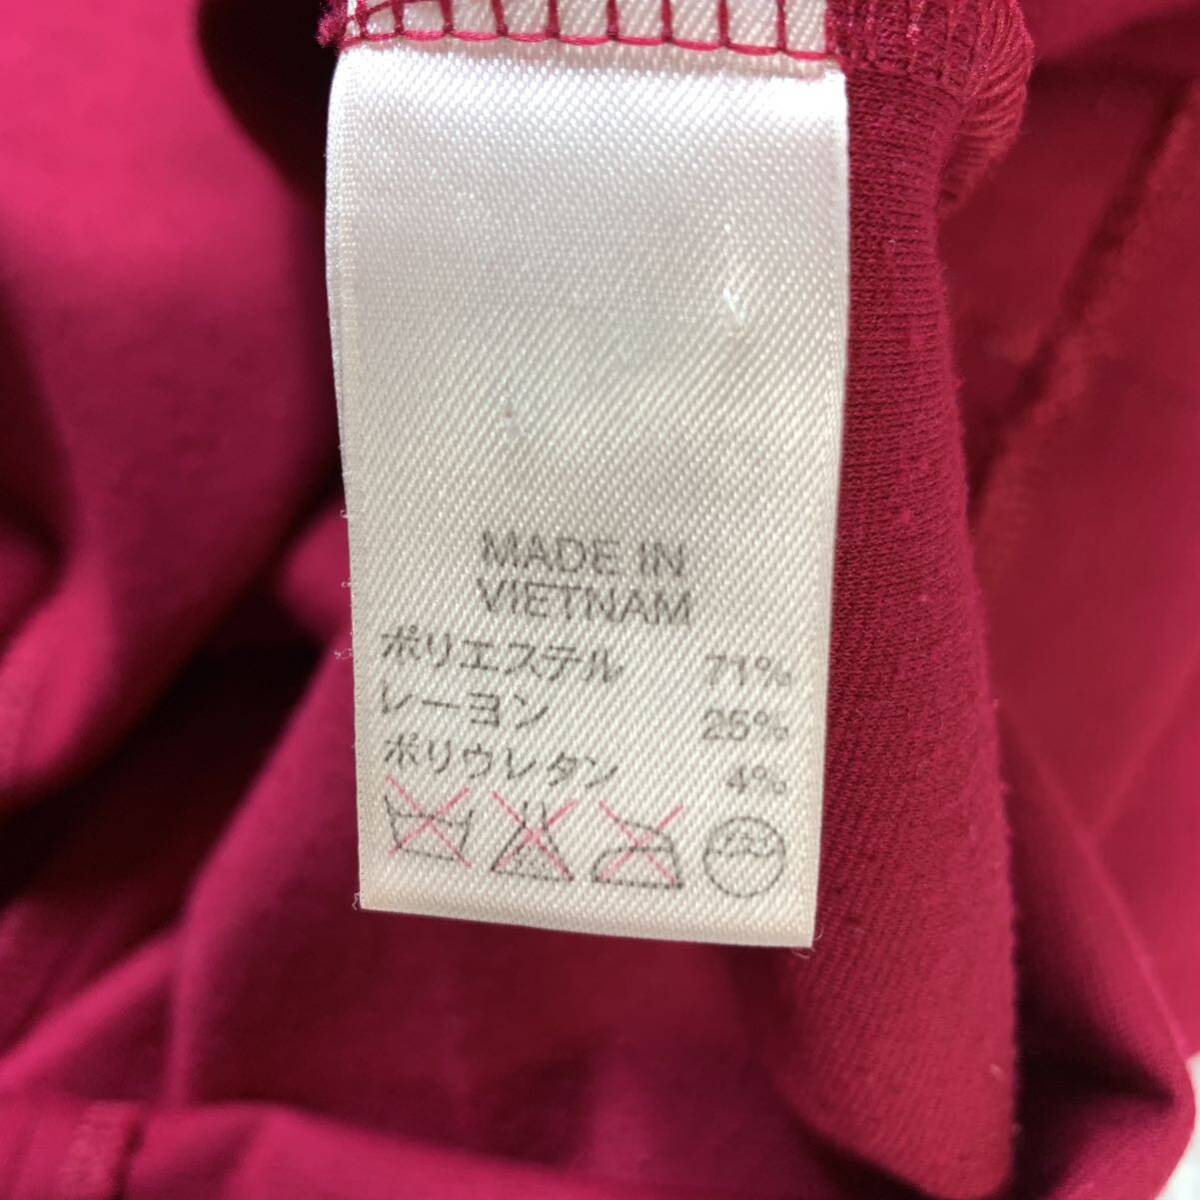 MADE IN
VIETNAM
ポリエステル 71%
レーヨン 25%
ポリウレタン 4%